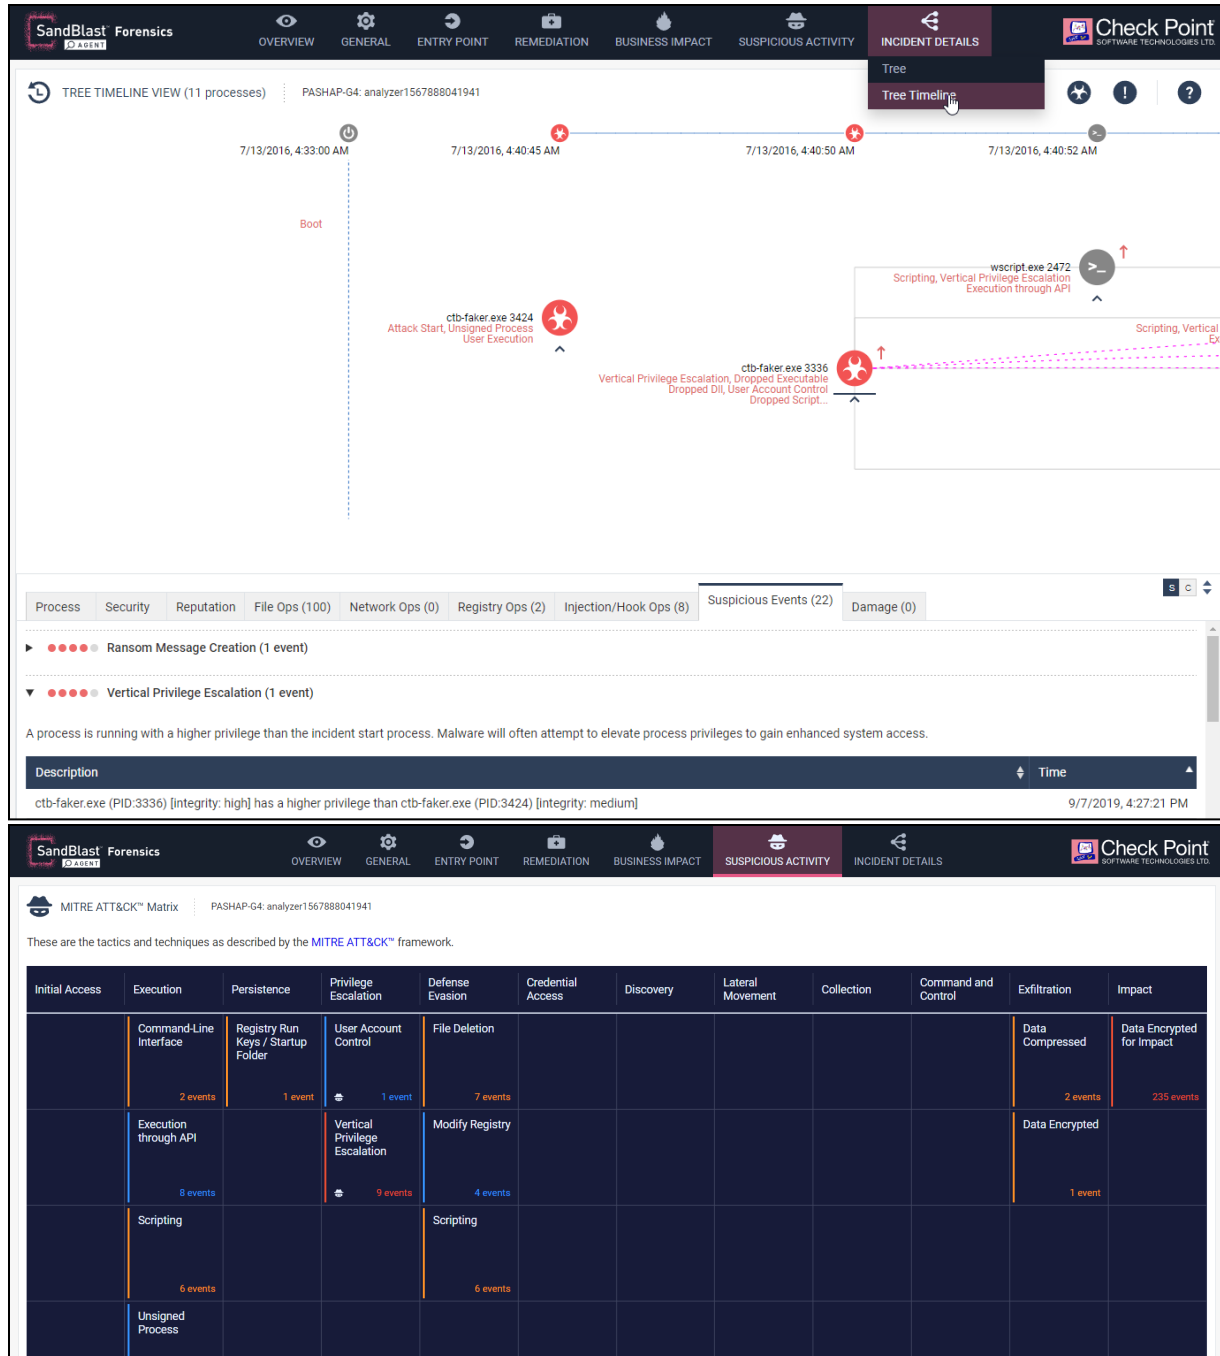 SandBlast Forensics
AGENT
OVERVIEW
GENERAL
ENTRY POINT
REMEDIATION
BUSINESS IMPACT
SUSPICIOUS ACTIVITY
INCIDENT DETAILS
Check Point
SOFTWARE TECHNOLOGIES LTD.
Tree
Tree Timeline
TREE TIMELINE VIEW (11 processes)
PASHAP-G4: analyzer1567888041941
7/13/2016, 4:33:00 AM
7/13/2016, 4:40:45 AM
7/13/2016, 4:40:50 AM
7/13/2016, 4:40:52 AM
Boot
wscript.exe 2472
Scripting, Vertical Privilege Escalation
Execution through API
ctb-faker.exe 3424
Attack Start, Unsigned Process
User Execution
Scripting, Vertical
Ex
ctb-faker.exe 3336
Vertical Privilege Escalation, Dropped Executable
Dropped Dll, User Account Control
Dropped Script...
S C
Process
Security
Reputation
File Ops (100)
Network Ops (0)
Registry Ops (2)
Injection/Hook Ops (8)
Suspicious Events (22)
Damage (0)
Ransom Message Creation (1 event)
Vertical Privilege Escalation (1 event)
A process is running with a higher privilege than the incident start process. Malware will often attempt to elevate process privileges to gain enhanced system access.
Description
Time
ctb-faker.exe (PID:3336) [integrity: high] has a higher privilege than ctb-faker.exe (PID:3424) [integrity: medium]
9/7/2019, 4:27:21 PM
SandBlast Forensics
AGENT
OVERVIEW
GENERAL
ENTRY POINT
REMEDIATION
BUSINESS IMPACT
SUSPICIOUS ACTIVITY
INCIDENT DETAILS
Check Point
SOFTWARE TECHNOLOGIES LTD.
MITRE ATT&CK™ Matrix
PASHAP-G4: analyzer1567888041941
These are the tactics and techniques as described by the MITRE ATT&CK™ framework.
Initial Access
Execution
Persistence
Privilege
Escalation
Defense
Evasion
Credential
Access
Discovery
Lateral
Movement
Collection
Command and
Control
Exfiltration
Impact
Command-Line
Interface
2 events
Registry Run
Keys / Startup
Folder
1 event
User Account
Control
1 event
File Deletion
7 events
Data
Compressed
2 events
Data Encrypted
for Impact
235 events
Execution
through API
8 events
Vertical
Privilege
Escalation
9 events
Modify Registry
4 events
Data Encrypted
1 event
Scripting
6 events
Scripting
6 events
Unsigned
Process